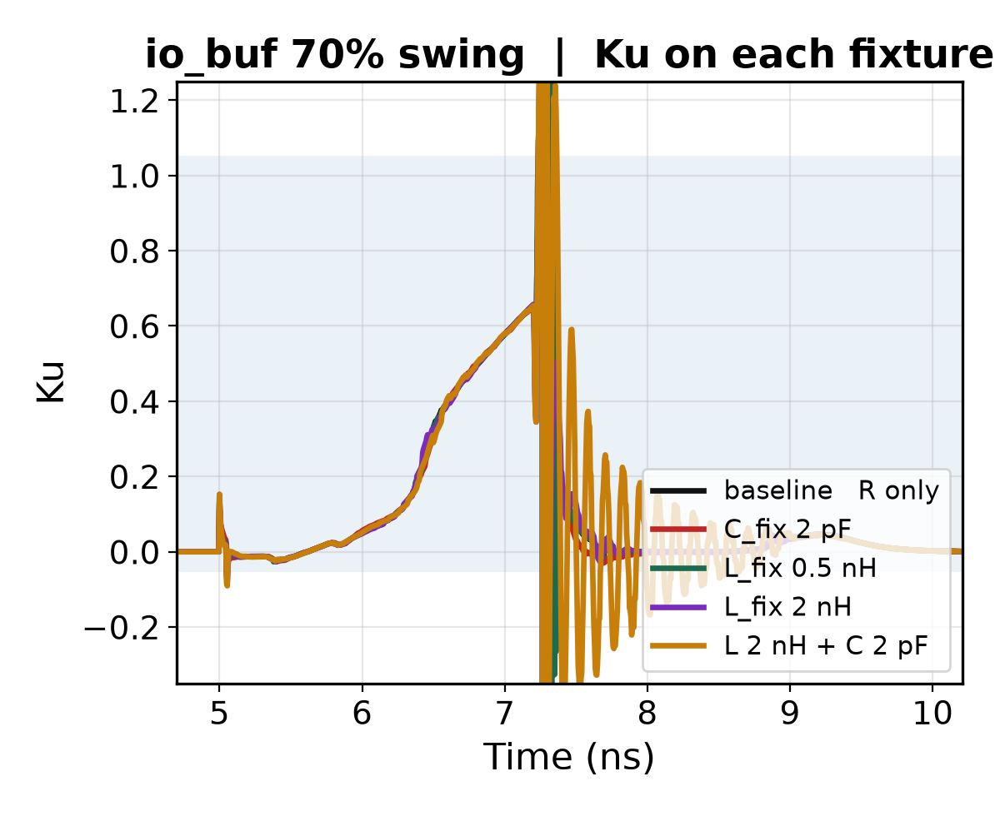 io_buf 70% swing | Ku on each fixture
1.2
1.0
0.8
0.6
0.4
0.2
0.0
−0.2
Ku
baseline   R only
C_fix 2 pF
L_fix 0.5 nH
L_fix 2 nH
L 2 nH + C 2 pF
5 6 7 8 9 10
Time (ns)